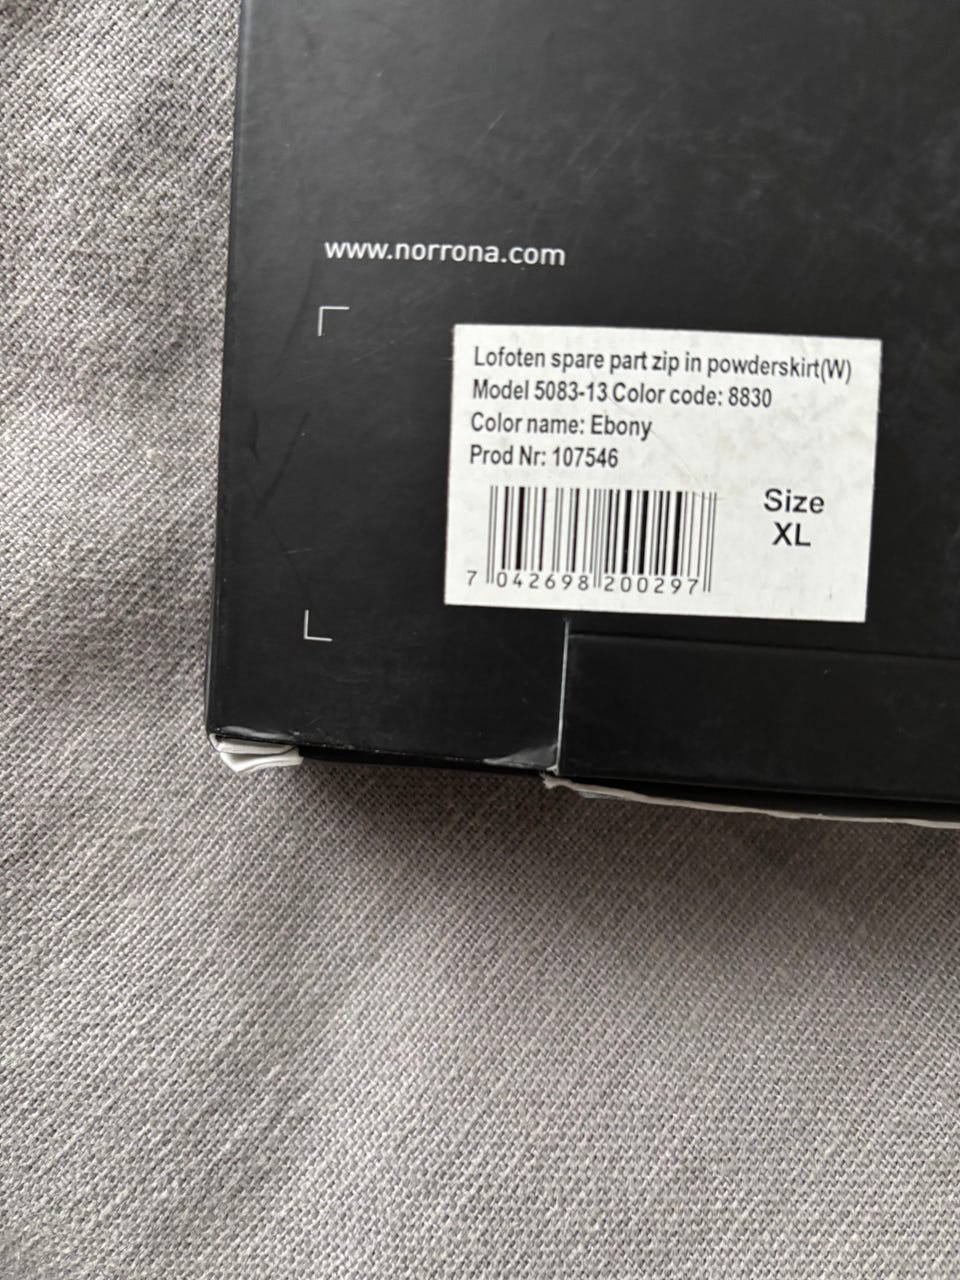 www.norrona.com
Lofoten spare part zip in powderskirt(W)
Model 5083-13 Color code: 8830
Color name: Ebony
Prod Nr: 107546
Size
XL
7 042698 200297